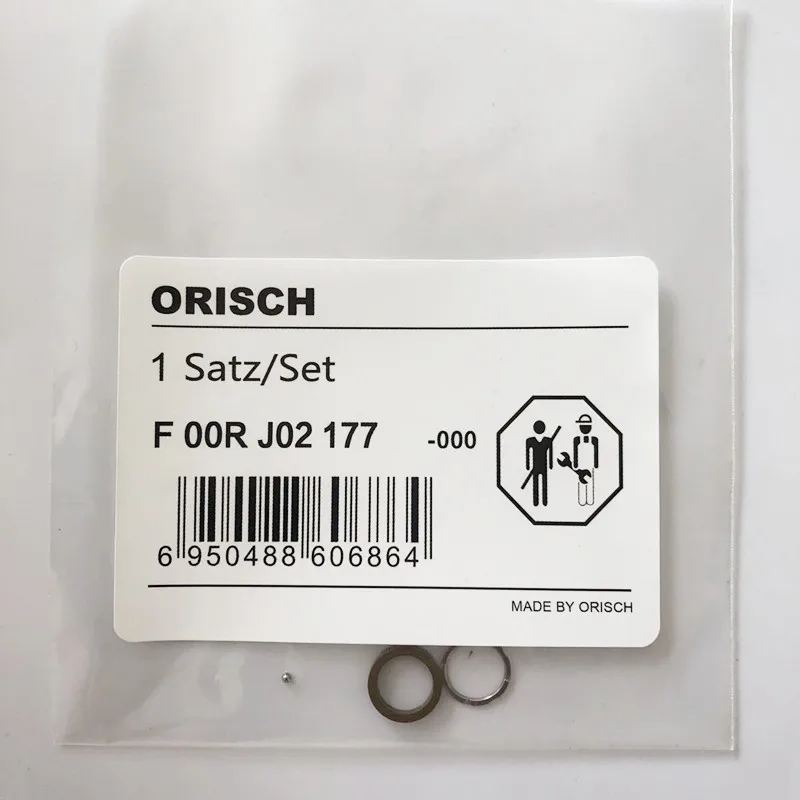 ORISCH
1 Satz/Set
F 00R J02 177 -000
6 950488 606864
MADE BY ORISCH